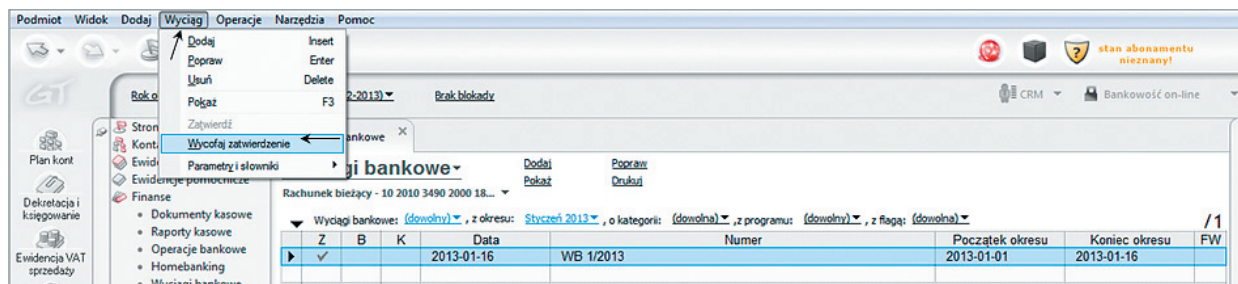 Podmiot Widok Dodaj Wyciąg Operacje Narzędzia Pomoc
Dodaj Insert
Popraw Enter
Usuń Delete
Pokaż F3
Zatwierdź
Wycofaj zatwierdzenie
Parametry i słowniki
stan abonamentu
nieznany!
GT
Rok o
2-2013)
Brak blokady
CRM
Bankowość on-line
Plan kont
Dekretacja i
księgowanie
Ewidencja VAT
sprzedaży
Stron
Kont
Ewid
Ewidencje pomocnicze
Finanse
Dokumenty kasowe
Raporty kasowe
Operacje bankowe
Homebanking
Wyciągi bankowe
ankowe
gi bankowe
Dodaj Popraw
Pokaż Drukuj
Rachunek bieżący - 10 2010 3490 2000 18...
Wyciągi bankowe: (dowolny) , z okresu: Styczeń 2013 , o kategorii: (dowolna) ,z programu: (dowolny) , z flagą: (dowolna) /1
Z B K Data Numer Początek okresu Koniec okresu FW
2013-01-16 WB 1/2013 2013-01-01 2013-01-16